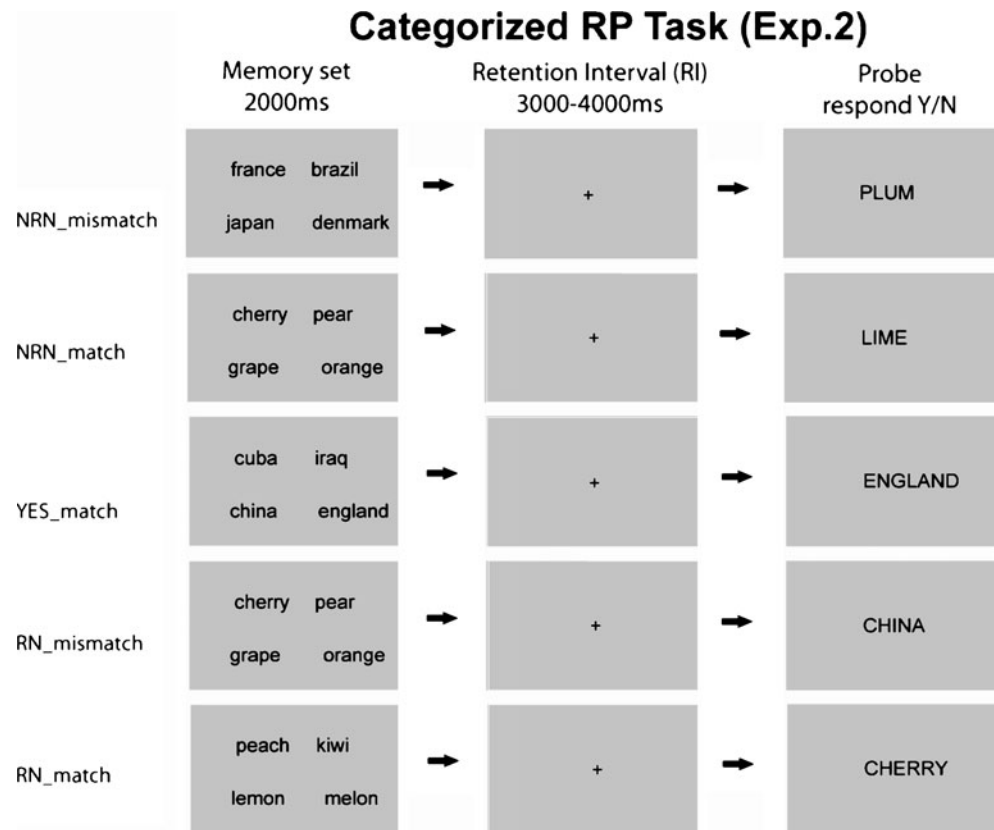 Categorized RP Task (Exp.2)
Memory set Retention Interval (RI) Probe
2000ms 3000-4000ms respond Y/N
france brazil
+ PLUM
NRN_mismatch japan denmark
cherry pear
+ LIME
NRN_match grape orange
cuba iraq
+ ENGLAND
YES_match china england
cherry pear
+ CHINA
RN_mismatch grape orange
peach kiwi
+ CHERRY
RN_match lemon melon